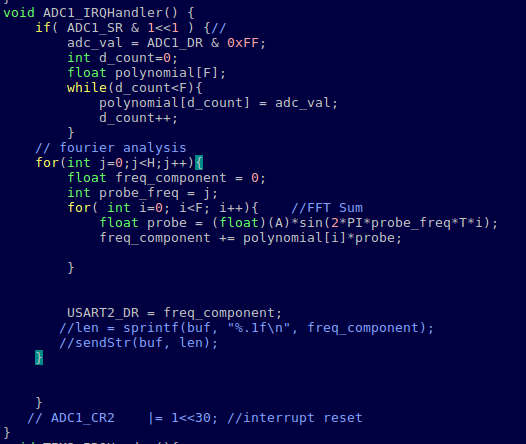 void ADC1_IRQHandler() {
if( ADC1_SR & 1<<1 ) {//
adc_val = ADC1_DR & 0xFF;
int d_count=0;
float polynomial[F];
while(d_count<F){
polynomial[d_count] = adc_val;
d_count++;
}
// fourier analysis
for(int j=0;j<H;j++){
float freq_component = 0;
int probe_freq = j;
for( int i=0; i<F; i++){    //FFT Sum
float probe = (float)(A)*sin(2*PI*probe_freq*T*i);
freq_component += polynomial[i]*probe;
}
USART2_DR = freq_component;
//len = sprintf(buf, "%.1f\n", freq_component);
//sendStr(buf, len);
}
}
// ADC1_CR2    |= 1<<30; //interrupt reset
}